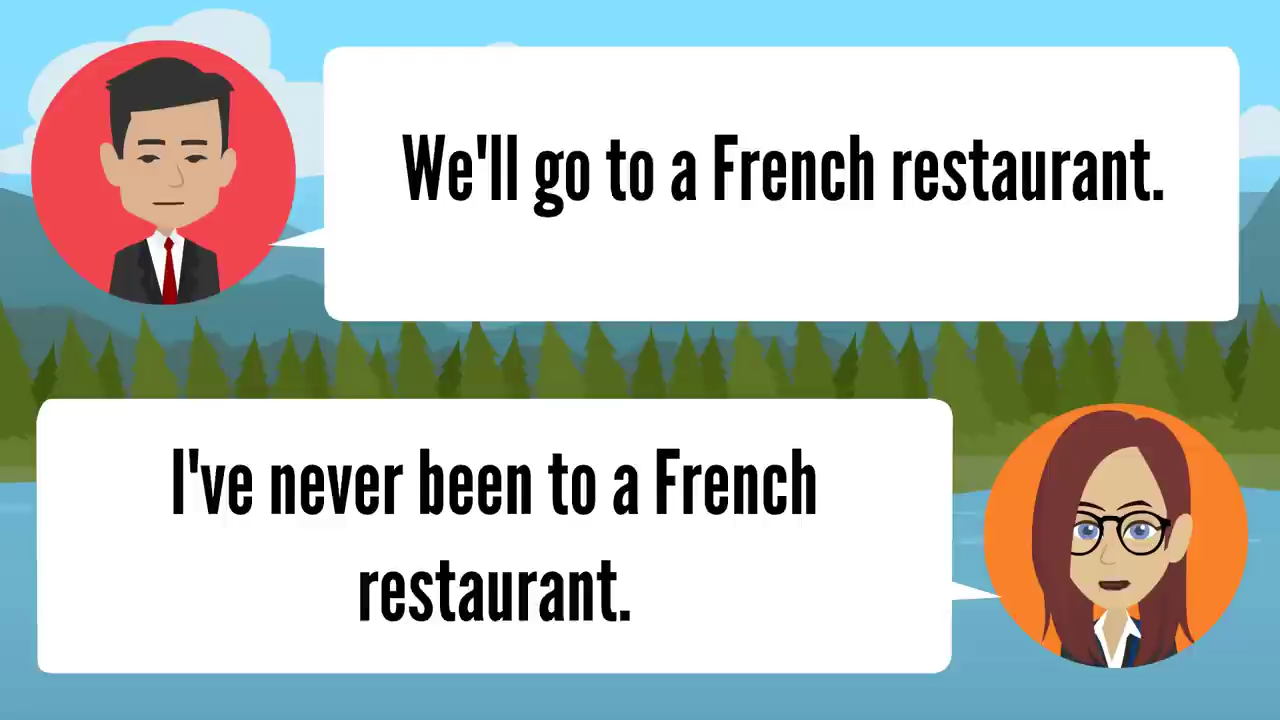 We'll go to a French restaurant.
I've never been to a French
restaurant.